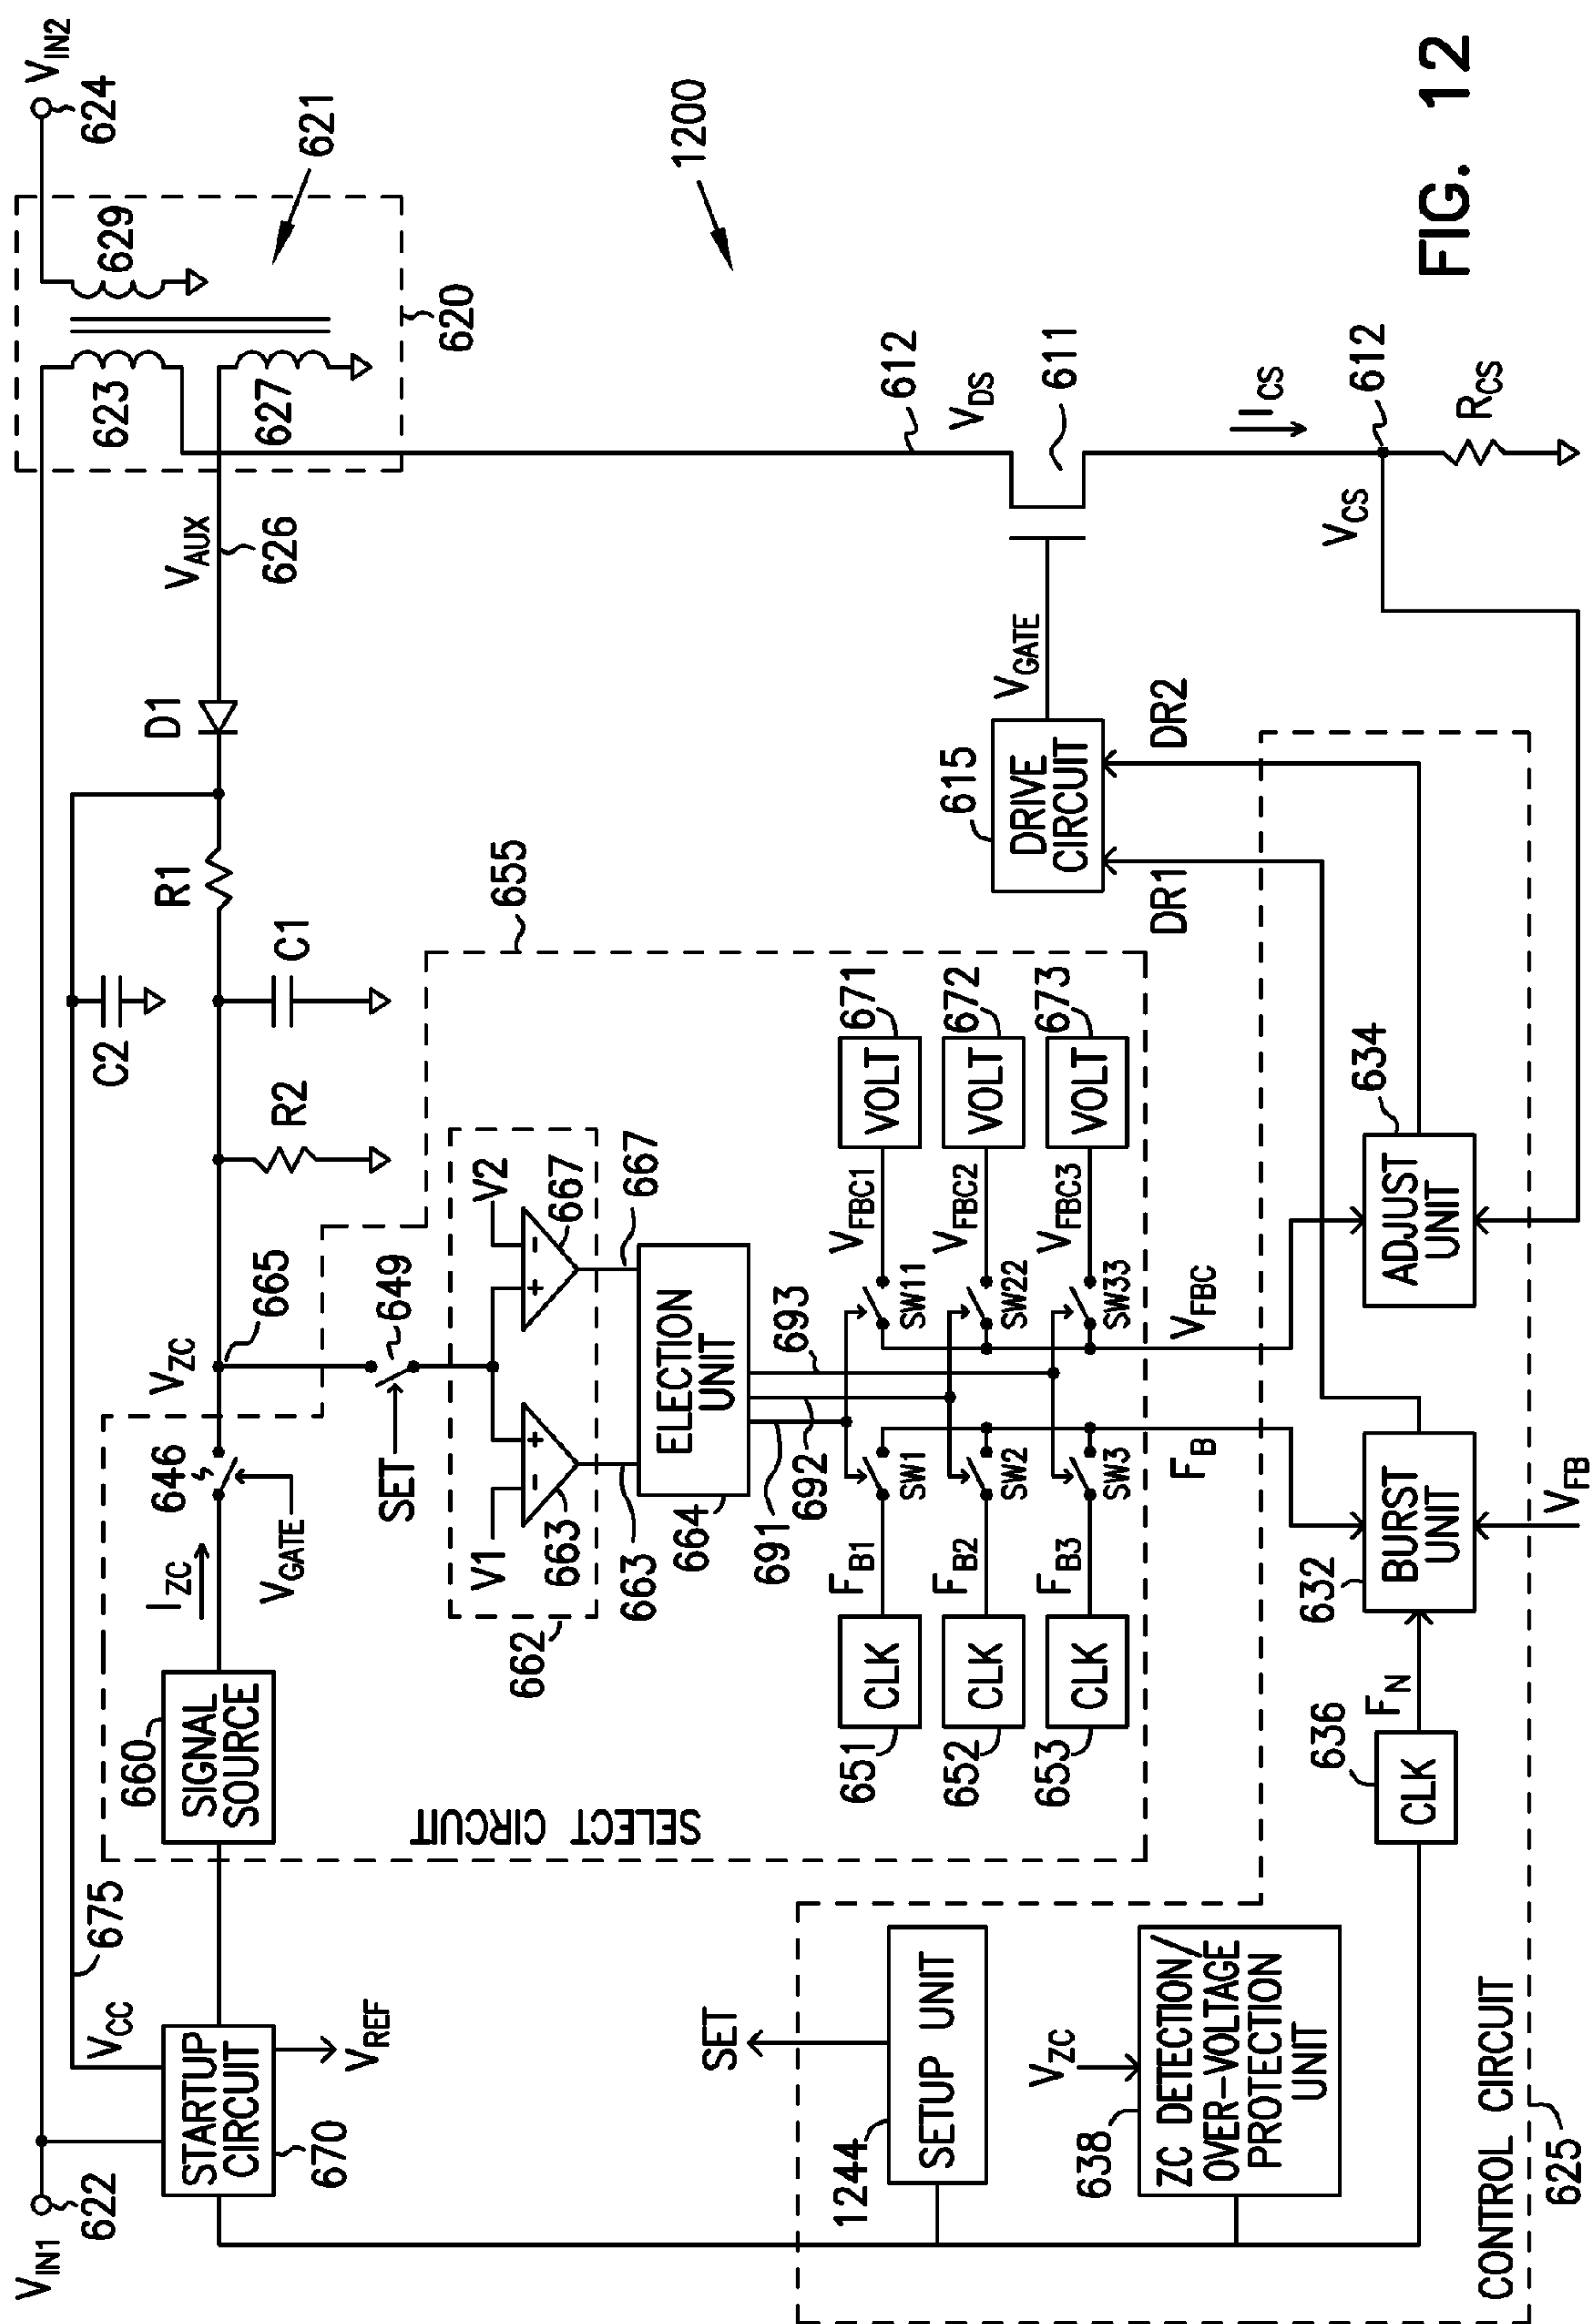 V_IN1
622
V_CC
675
STARTUP
CIRCUIT
670
V_REF
660
SIGNAL
SOURCE
I_ZC
646
V_GATE
V_ZC
665
R2
C2
C1
R1
D1
V_AUX
626
623
627
629
V_IN2
624
621
620
1200
SELECT CIRCUIT
655
SET
649
V1
V2
663
667
662
663
667
ELECTION
UNIT
664
691
692
693
651
CLK
F_B1
SW1
SW11
V_FBC1
VOLT
671
652
CLK
F_B2
SW2
SW22
V_FBC2
VOLT
672
653
CLK
F_B3
SW3
SW33
V_FBC3
VOLT
673
F_B
V_FBC
615
DRIVE
CIRCUIT
V_GATE
DR1
DR2
612
V_DS
611
I_CS
612
V_CS
R_CS
SET
1244
SETUP UNIT
V_ZC
638
ZC DETECTION/
OVER-VOLTAGE
PROTECTION
UNIT
636
CLK
F_N
632
BURST
UNIT
V_FB
634
ADJUST
UNIT
CONTROL CIRCUIT
625
FIG. 12